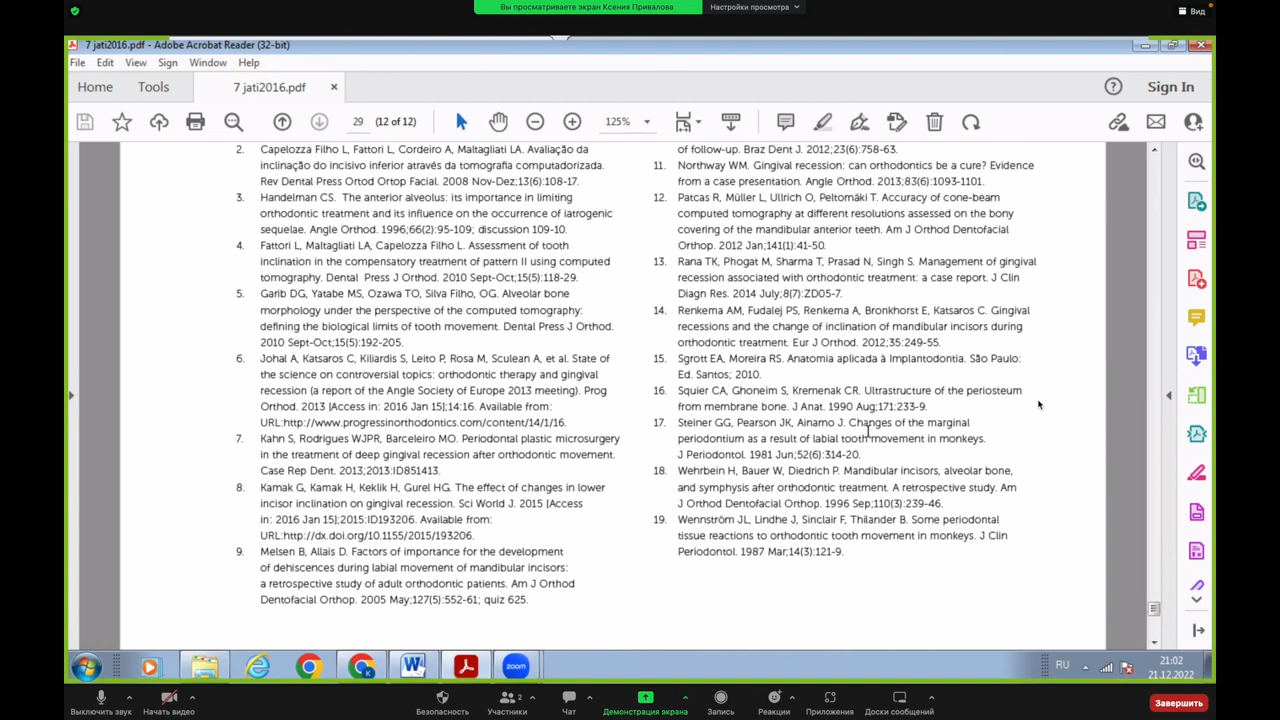 Вы просматриваете экран Ксения Привалова
Настройки просмотра
Вид
7 jati2016.pdf - Adobe Acrobat Reader (32-bit)
File Edit View Sign Window Help
Home Tools 7 jati2016.pdf × Sign In
29 (12 of 12) 125%
2. Capelozza Filho L, Fattori L, Cordeiro A, Maltagliati LA. Avaliação da
inclinação do incisivo inferior através da tomografia computadorizada.
Rev Dental Press Ortod Ortop Facial. 2008 Nov-Dez;13(6):108-17.
3. Handelman CS. The anterior alveolus: its importance in limiting
orthodontic treatment and its influence on the occurrence of iatrogenic
sequelae. Angle Orthod. 1996;66(2):95-109; discussion 109-10.
4. Fattori L, Maltagliati LA, Capelozza Filho L. Assessment of tooth
inclination in the compensatory treatment of pattern II using computed
tomography. Dental Press J Orthod. 2010 Sept-Oct;15(5):118-29.
5. Garib DG, Yatabe MS, Ozawa TO, Silva Filho, OG. Alveolar bone
morphology under the perspective of the computed tomography:
defining the biological limits of tooth movement. Dental Press J Orthod.
2010 Sept-Oct;15(5):192-205.
6. Johal A, Katsaros C, Kiliardis S, Leito P, Rosa M, Sculean A, et al. State of
the science on controversial topics: orthodontic therapy and gingival
recession (a report of the Angle Society of Europe 2013 meeting). Prog
Orthod. 2013 [Access in: 2016 Jan 15];14:16. Available from:
URL:http://www.progressinorthodontics.com/content/14/1/16.
7. Kahn S, Rodrigues WJPR, Barceleiro MO. Periodontal plastic microsurgery
in the treatment of deep gingival recession after orthodontic movement.
Case Rep Dent. 2013;2013:ID851413.
8. Kamak G, Kamak H, Keklik H, Gurel HG. The effect of changes in lower
incisor inclination on gingival recession. Sci World J. 2015 [Access
in: 2016 Jan 15];2015:ID193206. Available from:
URL:http://dx.doi.org/10.1155/2015/193206.
9. Melsen B, Allais D. Factors of importance for the development
of dehiscences during labial movement of mandibular incisors:
a retrospective study of adult orthodontic patients. Am J Orthod
Dentofacial Orthop. 2005 May;127(5):552-61; quiz 625.
of follow-up. Braz Dent J. 2012;23(6):758-63.
11. Northway WM. Gingival recession: can orthodontics be a cure? Evidence
from a case presentation. Angle Orthod. 2013;83(6):1093-1101.
12. Patcas R, Müller L, Ullrich O, Peltomäki T. Accuracy of cone-beam
computed tomography at different resolutions assessed on the bony
covering of the mandibular anterior teeth. Am J Orthod Dentofacial
Orthop. 2012 Jan;141(1):41-50.
13. Rana TK, Phogat M, Sharma T, Prasad N, Singh S. Management of gingival
recession associated with orthodontic treatment: a case report. J Clin
Diagn Res. 2014 July;8(7):ZD05-7.
14. Renkema AM, Fudalej PS, Renkema A, Bronkhorst E, Katsaros C. Gingival
recessions and the change of inclination of mandibular incisors during
orthodontic treatment. Eur J Orthod. 2012;35:249-55.
15. Sgrott EA, Moreira RS. Anatomia aplicada à Implantodontia. São Paulo:
Ed. Santos; 2010.
16. Squier CA, Ghoneim S, Kremenak CR. Ultrastructure of the periosteum
from membrane bone. J Anat. 1990 Aug;171:233-9.
17. Steiner GG, Pearson JK, Ainamo J. Changes of the marginal
periodontium as a result of labial tooth movement in monkeys.
J Periodontol. 1981 Jun;52(6):314-20.
18. Wehrbein H, Bauer W, Diedrich P. Mandibular incisors, alveolar bone,
and symphysis after orthodontic treatment. A retrospective study. Am
J Orthod Dentofacial Orthop. 1996 Sep;110(3):239-46.
19. Wennström JL, Lindhe J, Sinclair F, Thilander B. Some periodontal
tissue reactions to orthodontic tooth movement in monkeys. J Clin
Periodontol. 1987 Mar;14(3):121-9.
zoom
RU
21:02
21.12.2022
Выключить звук Начать видео Безопасность Участники 2 Чат Демонстрация экрана Запись Реакции Приложения Доски сообщений Завершить